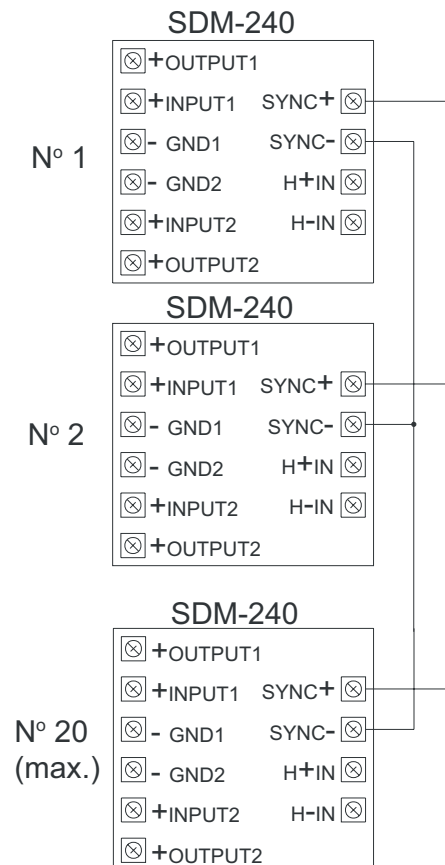 SDM-240
+OUTPUT1
+INPUT1 SYNC+
- GND1 SYNC-
Nº 1
- GND2 H+IN
+INPUT2 H-IN
+OUTPUT2
SDM-240
+OUTPUT1
+INPUT1 SYNC+
- GND1 SYNC-
Nº 2
- GND2 H+IN
+INPUT2 H-IN
+OUTPUT2
SDM-240
+OUTPUT1
+INPUT1 SYNC+
- GND1 SYNC-
Nº 20
(max.)
- GND2 H+IN
+INPUT2 H-IN
+OUTPUT2